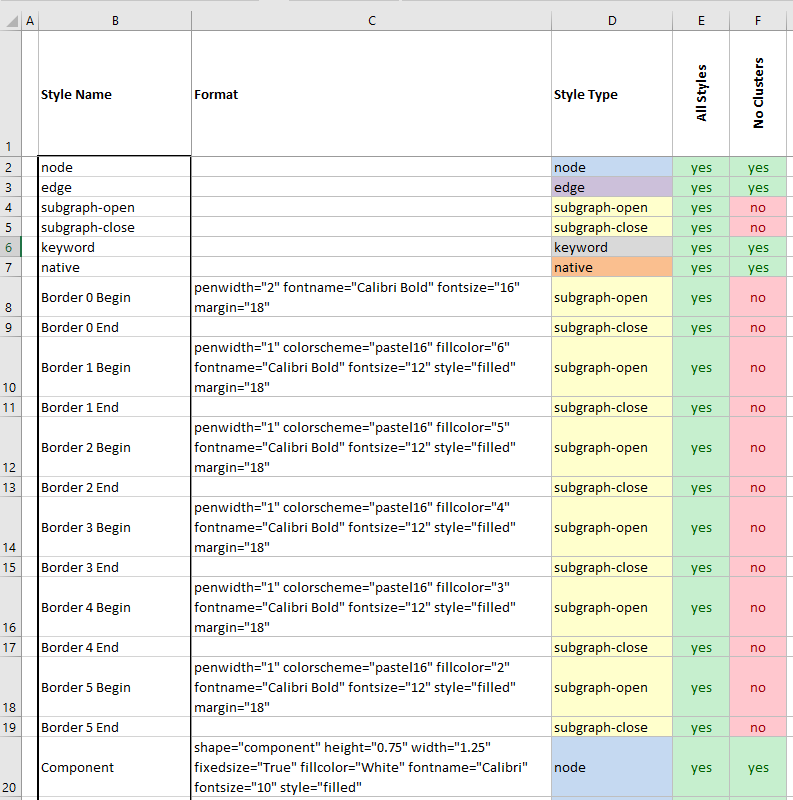 A B C D E F
1 Style Name Format Style Type All Styles No Clusters
2 node node yes yes
3 edge edge yes yes
4 subgraph-open subgraph-open yes no
5 subgraph-close subgraph-close yes no
6 keyword keyword yes yes
7 native native yes yes
penwidth="2" fontname="Calibri Bold" fontsize="16"
8 Border 0 Begin margin="18" subgraph-open yes no
9 Border 0 End subgraph-close yes no
penwidth="1" colorscheme="pastel16" fillcolor="6"
10 Border 1 Begin fontname="Calibri Bold" fontsize="12" style="filled" subgraph-open yes no
margin="18"
11 Border 1 End subgraph-close yes no
penwidth="1" colorscheme="pastel16" fillcolor="5"
12 Border 2 Begin fontname="Calibri Bold" fontsize="12" style="filled" subgraph-open yes no
margin="18"
13 Border 2 End subgraph-close yes no
penwidth="1" colorscheme="pastel16" fillcolor="4"
14 Border 3 Begin fontname="Calibri Bold" fontsize="12" style="filled" subgraph-open yes no
margin="18"
15 Border 3 End subgraph-close yes no
penwidth="1" colorscheme="pastel16" fillcolor="3"
16 Border 4 Begin fontname="Calibri Bold" fontsize="12" style="filled" subgraph-open yes no
margin="18"
17 Border 4 End subgraph-close yes no
penwidth="1" colorscheme="pastel16" fillcolor="2"
18 Border 5 Begin fontname="Calibri Bold" fontsize="12" style="filled" subgraph-open yes no
margin="18"
19 Border 5 End subgraph-close yes no
shape="component" height="0.75" width="1.25"
20 Component fixedsize="True" fillcolor="White" fontname="Calibri" node yes yes
fontsize="10" style="filled"